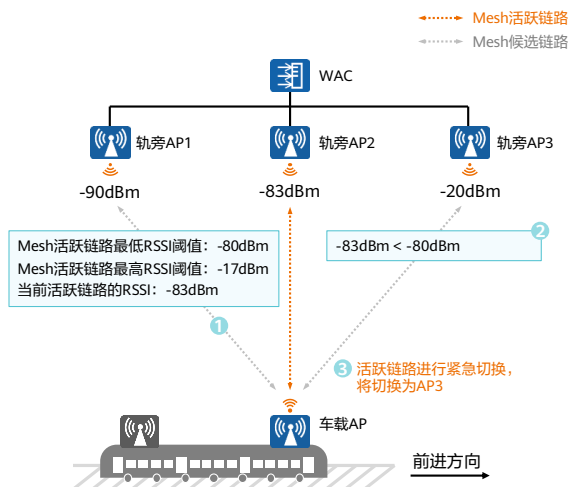 Mesh活跃链路
Mesh候选链路
WAC
轨旁AP1
轨旁AP2
轨旁AP3
-90dBm
-83dBm
-20dBm
Mesh活跃链路最低RSSI阈值：-80dBm
Mesh活跃链路最高RSSI阈值：-17dBm
当前活跃链路的RSSI：-83dBm
1
2
-83dBm < -80dBm
3 活跃链路进行紧急切换，
将切换为AP3
车载AP
前进方向